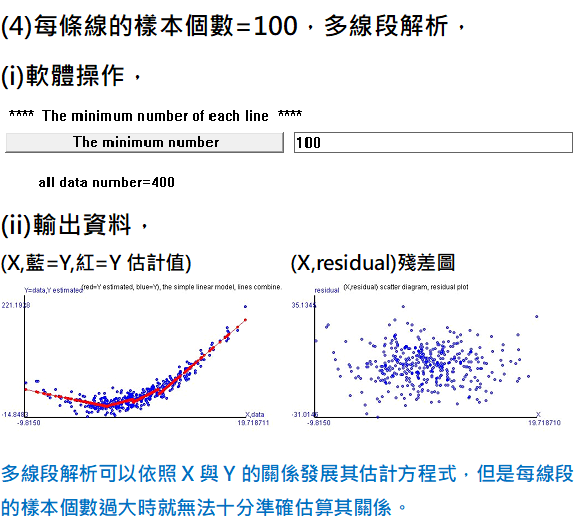 (4)每條線的樣本個數=100，多線段解析，
(i)軟體操作，
**** The minimum number of each line ****
The minimum number 100
all data number=400
(ii)輸出資料，
(X,藍=Y,紅=Y 估計值) (X,residual)殘差圖
Y=data,Y estimated (red=Y estimated, blue=Y), the simple linear model, lines combine.
221.1928
-14.8483
X,data
-9.8150 19.718711
residual (X,residual) scatter diagram, residual plot
35.1345
-31.0146
X
-9.8150 19.718710
多線段解析可以依照 X 與 Y 的關係發展其估計方程式，但是每線段
的樣本個數過大時就無法十分準確估算其關係。